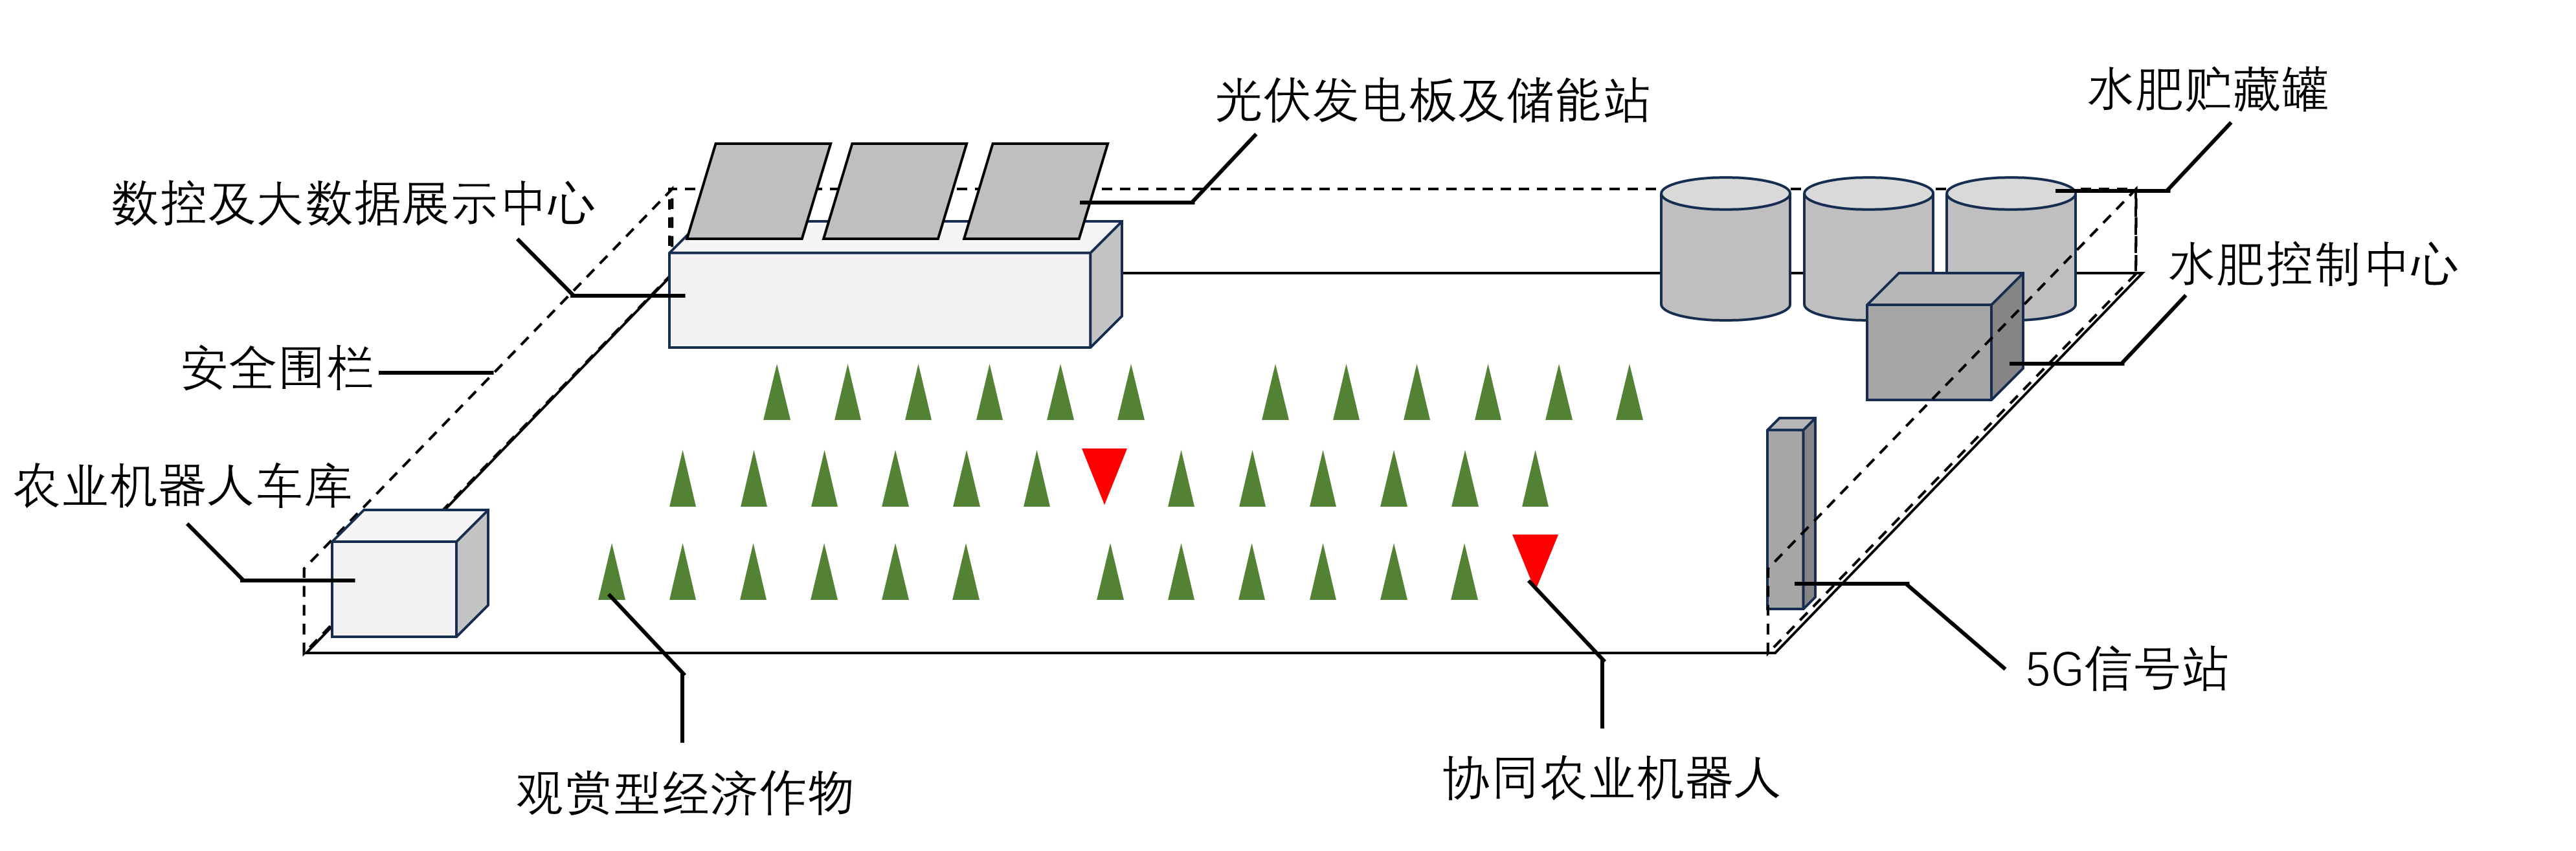 光伏发电板及储能站
水肥贮藏罐
数控及大数据展示中心
水肥控制中心
安全围栏
农业机器人车库
5G信号站
观赏型经济作物
协同农业机器人